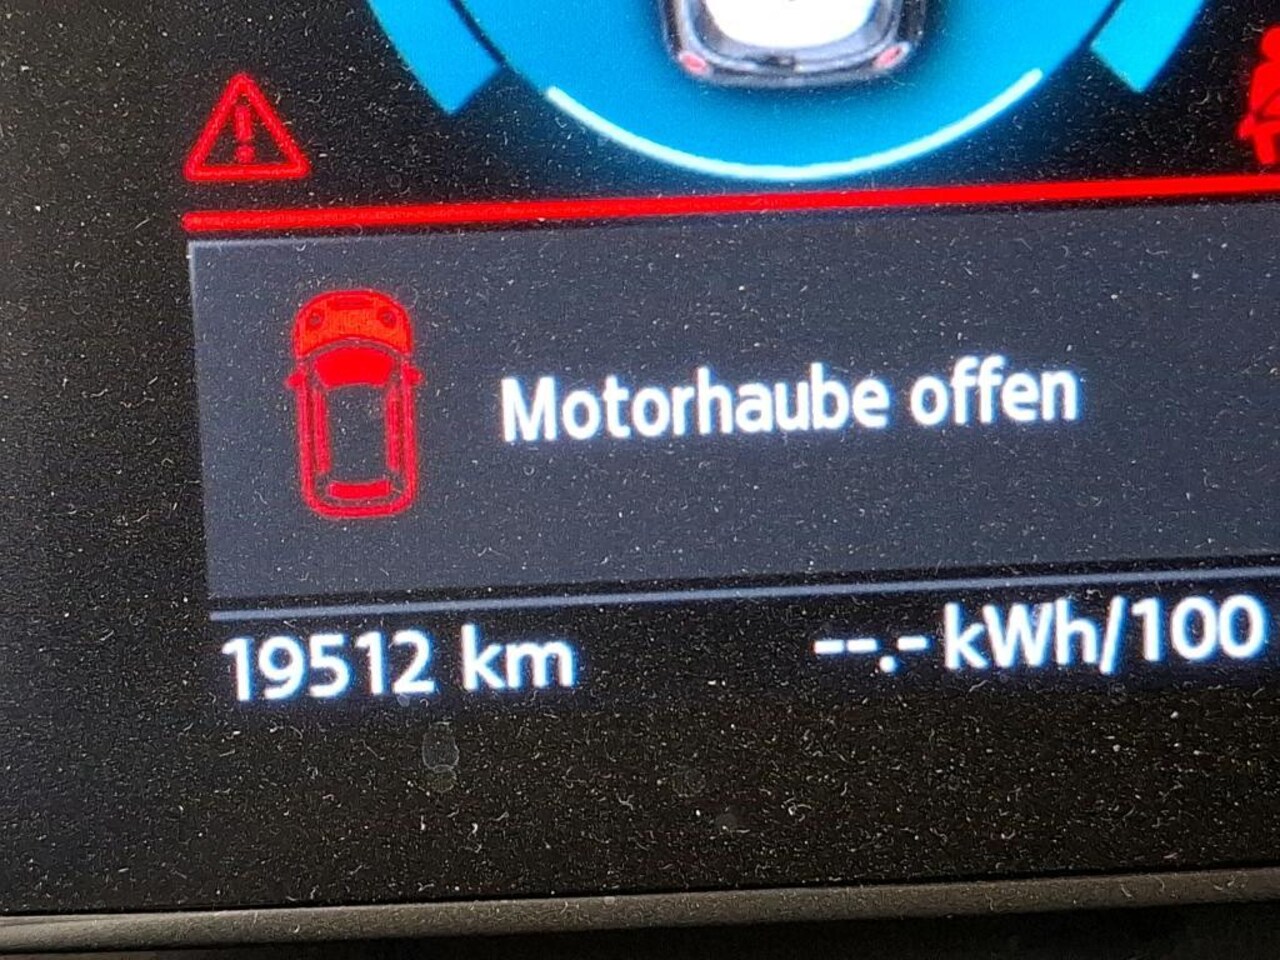 Motorhaube offen
19512 km
--.- kWh/100